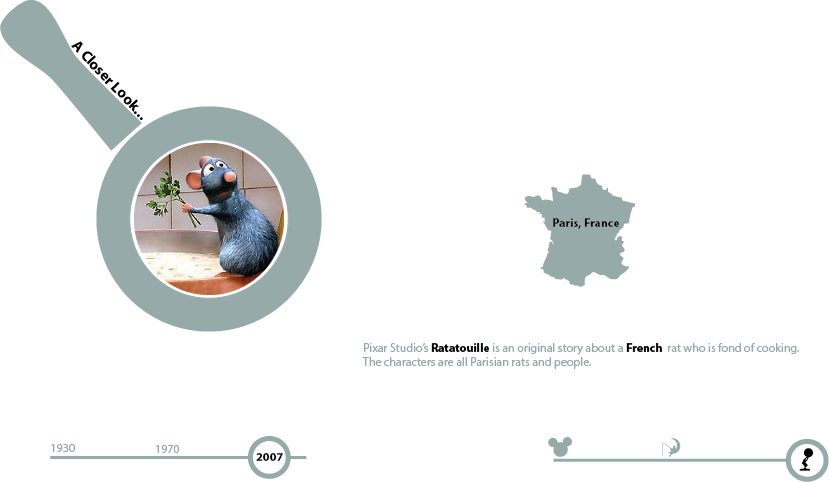 A Closer Look...
Paris, France
Pixar Studio's Ratatouille is an original story about a French rat who is fond of cooking.
The characters are all Parisian rats and people.
1930
1970
2007